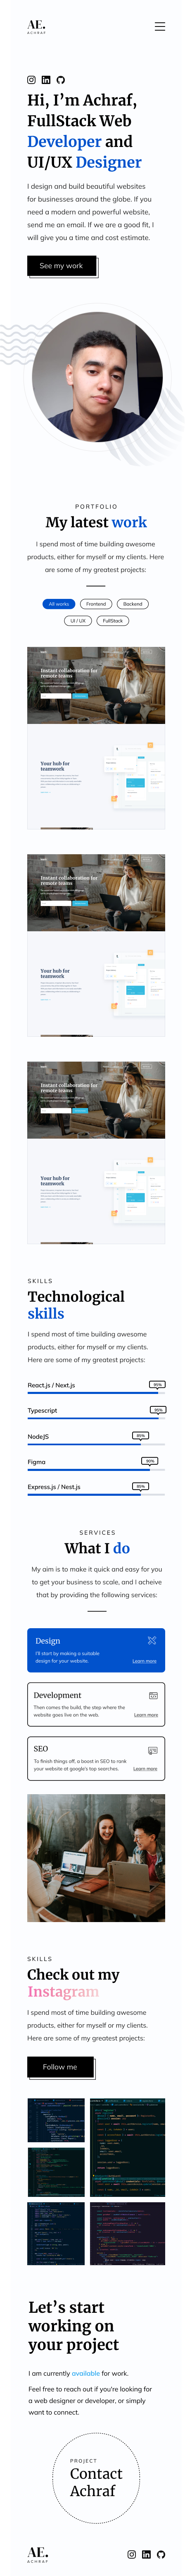 AE.
ACHRAF
Hi, I'm Achraf,
FullStack Web
Developer and
UI/UX Designer
I design and build beautiful websites
for businesses around the globe. If you
need a modern and powerful website,
send me an email. If we are a good fit, I
will give you a time and cost estimate.
See my work
PORTFOLIO
My latest work
I spend most of time building awesome
products, either for myself or my clients. Here
are some of my greatest projects:
All works
Frontend
Backend
UI / UX
FullStack
Instant collaboration for
remote teams
Your hub for
teamwork
Instant collaboration for
remote teams
Your hub for
teamwork
Instant collaboration for
remote teams
Your hub for
teamwork
SKILLS
Technological
skills
I spend most of time building awesome
products, either for myself or my clients.
Here are some of my greatest projects:
React.js / Next.js
95%
Typescript
95%
NodeJS
85%
Figma
90%
Express.js / Nest.js
85%
SERVICES
What I do
My aim is to make it quick and easy for you
to get your business to scale, and I acheive
that by providing the following services:
Design
I'll start by making a suitable
design for your website.
Learn more
Development
Then comes the build, the step where the
website goes live on the web.
Learn more
SEO
To finish things off, a boost in SEO to rank
your website at google's top searches.
Learn more
SKILLS
Check out my
Instagram
I spend most of time building awesome
products, either for myself or my clients.
Here are some of my greatest projects:
Follow me
Let's start
working on
your project
I am currently available for work.
Feel free to reach out if you're looking for
a web designer or developer, or simply
want to connect.
PROJECT
Contact
Achraf
AE.
ACHRAF